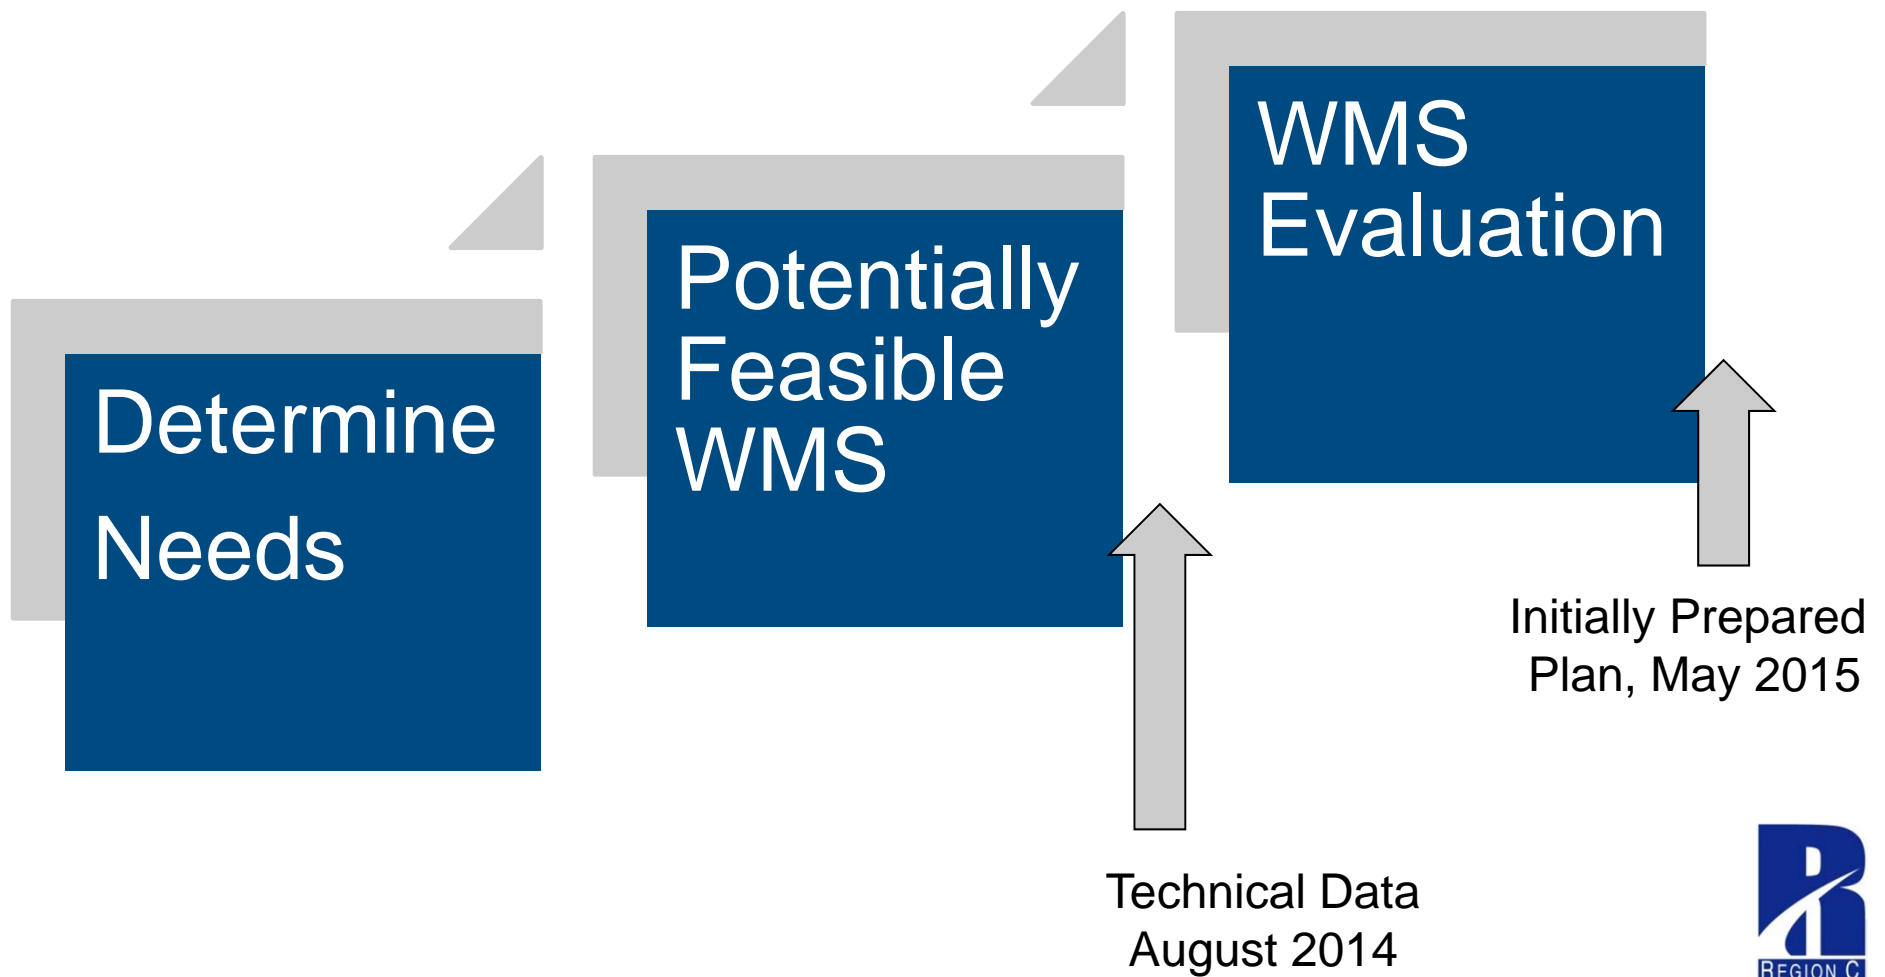 Determine
Needs
Potentially
Feasible
WMS
WMS
Evaluation
Technical Data
August 2014
Initially Prepared
Plan, May 2015
REGION C